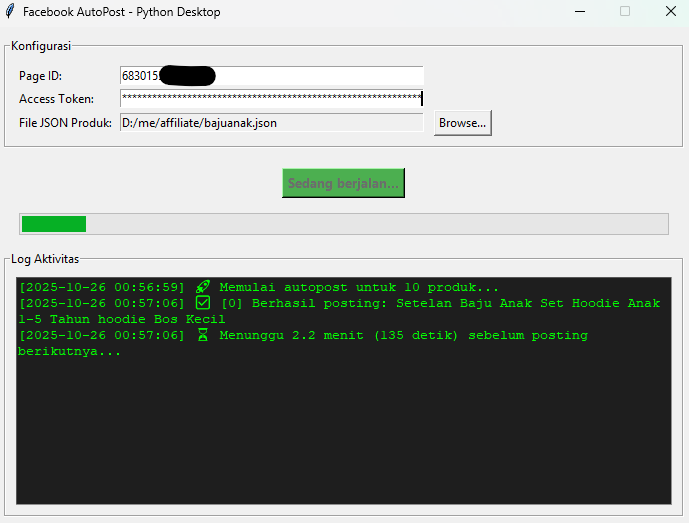 Facebook AutoPost - Python Desktop
Konfigurasi
Page ID: 683015
Access Token: ************************************************************
File JSON Produk: D:/me/affiliate/bajuanak.json Browse...
Sedang berjalan...
Log Aktivitas
[2025-10-26 00:56:59] 🚀 Memulai autopost untuk 10 produk...
[2025-10-26 00:57:06] ☑ [0] Berhasil posting: Setelan Baju Anak Set Hoodie Anak
1-5 Tahun hoodie Bos Kecil
[2025-10-26 00:57:06] ⏳ Menunggu 2.2 menit (135 detik) sebelum posting
berikutnya...